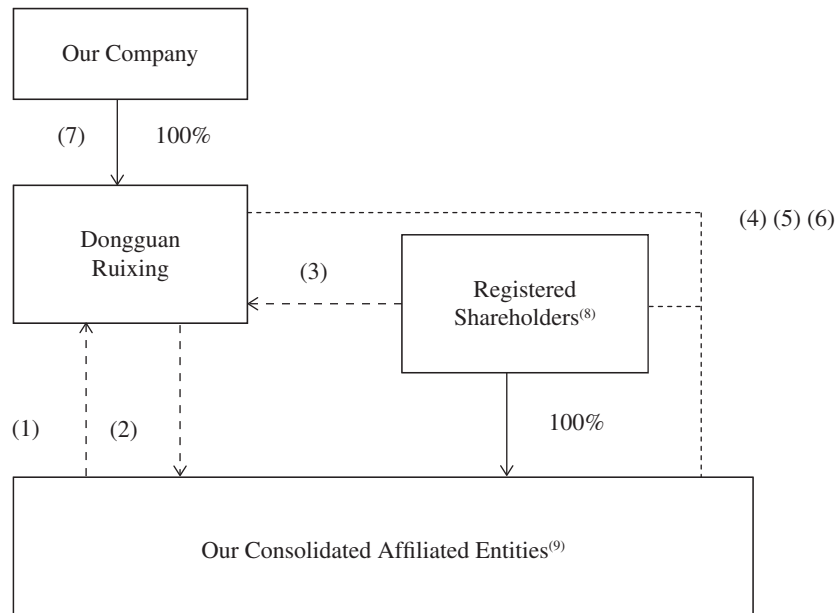 Our Company
(7) 100%
Dongguan
Ruixing
(4) (5) (6)
(3)
Registered
Shareholders(8)
(1) (2)
100%
Our Consolidated Affiliated Entities(9)